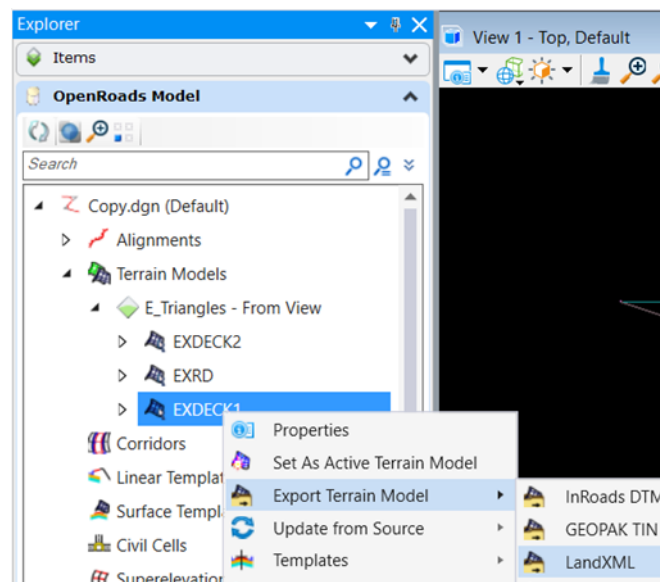 Explorer
View 1 - Top, Default
Items
OpenRoads Model
Search
Copy.dgn (Default)
Alignments
Terrain Models
E_Triangles - From View
EXDECK2
EXRD
EXDECK1
Properties
Corridors
Set As Active Terrain Model
Linear Templat
Export Terrain Model
InRoads DTM
Surface Templ
Update from Source
GEOPAK TIN
Civil Cells
Templates
LandXML
Superelevation